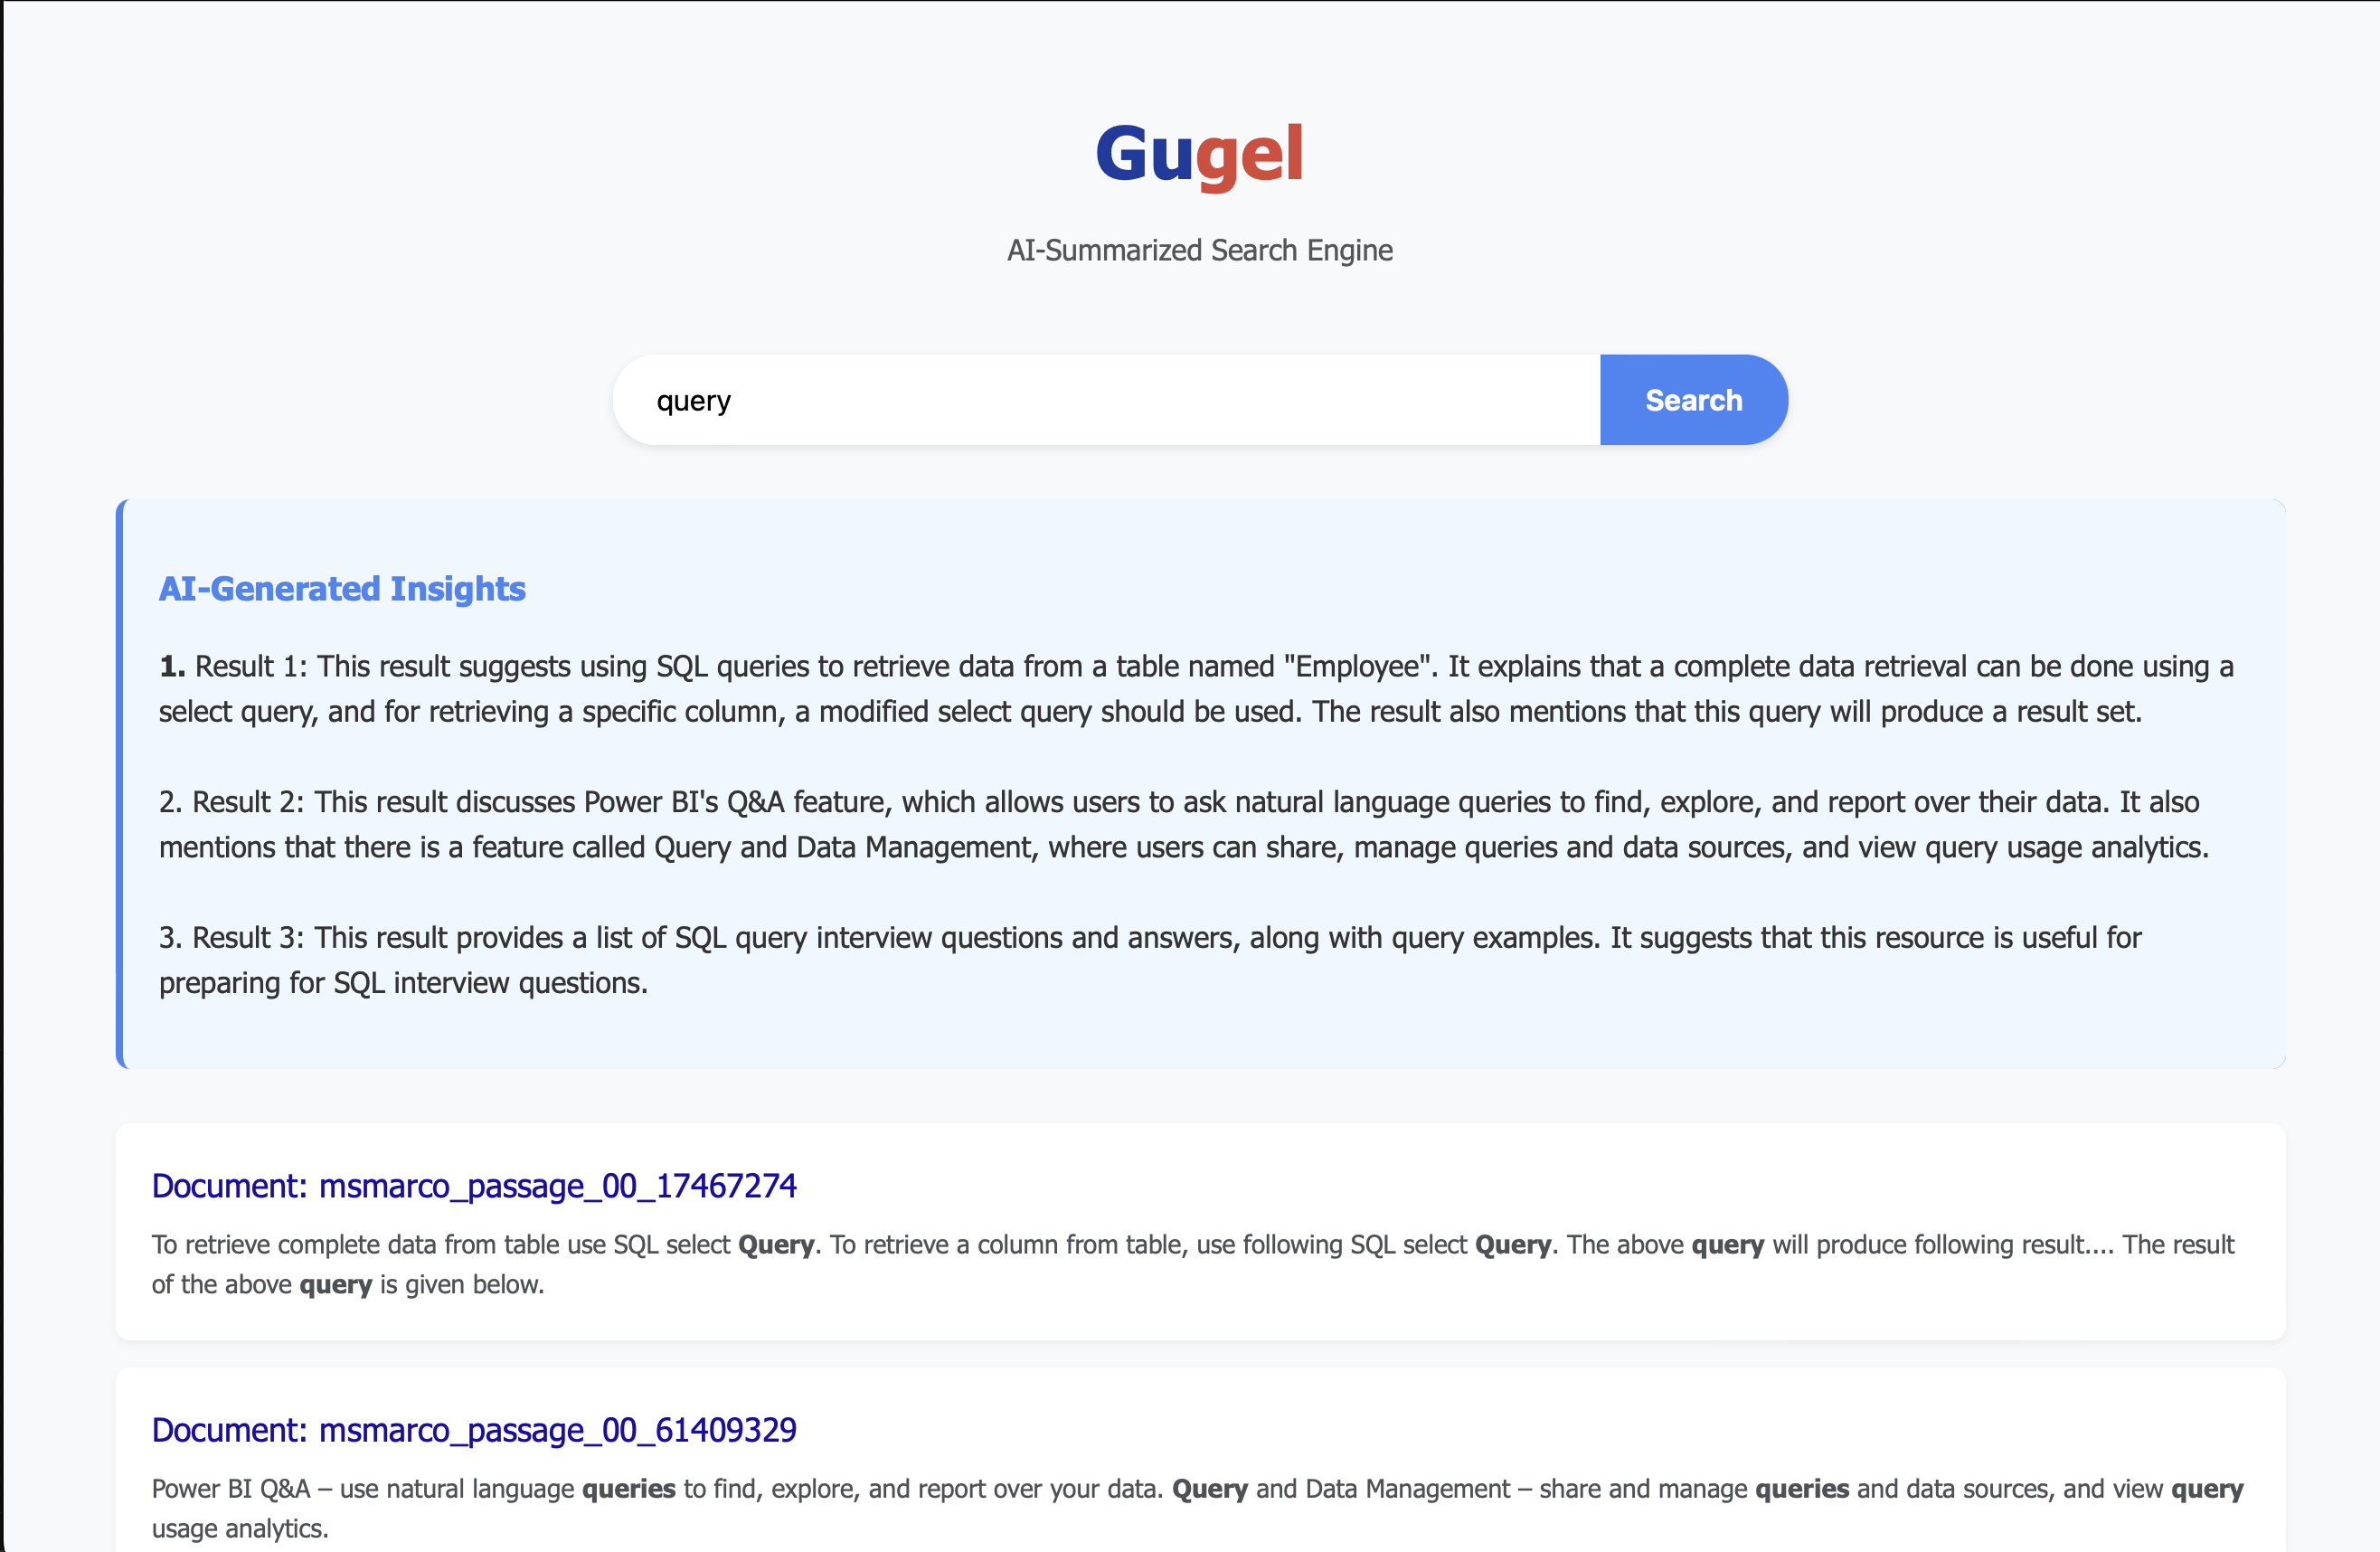 Gugel
AI-Summarized Search Engine
query
Search
AI-Generated Insights
1. Result 1: This result suggests using SQL queries to retrieve data from a table named "Employee". It explains that a complete data retrieval can be done using a
select query, and for retrieving a specific column, a modified select query should be used. The result also mentions that this query will produce a result set.
2. Result 2: This result discusses Power BI's Q&A feature, which allows users to ask natural language queries to find, explore, and report over their data. It also
mentions that there is a feature called Query and Data Management, where users can share, manage queries and data sources, and view query usage analytics.
3. Result 3: This result provides a list of SQL query interview questions and answers, along with query examples. It suggests that this resource is useful for
preparing for SQL interview questions.
Document: msmarco_passage_00_17467274
To retrieve complete data from table use SQL select Query. To retrieve a column from table, use following SQL select Query. The above query will produce following result.... The result
of the above query is given below.
Document: msmarco_passage_00_61409329
Power BI Q&A – use natural language queries to find, explore, and report over your data. Query and Data Management – share and manage queries and data sources, and view query
usage analytics.